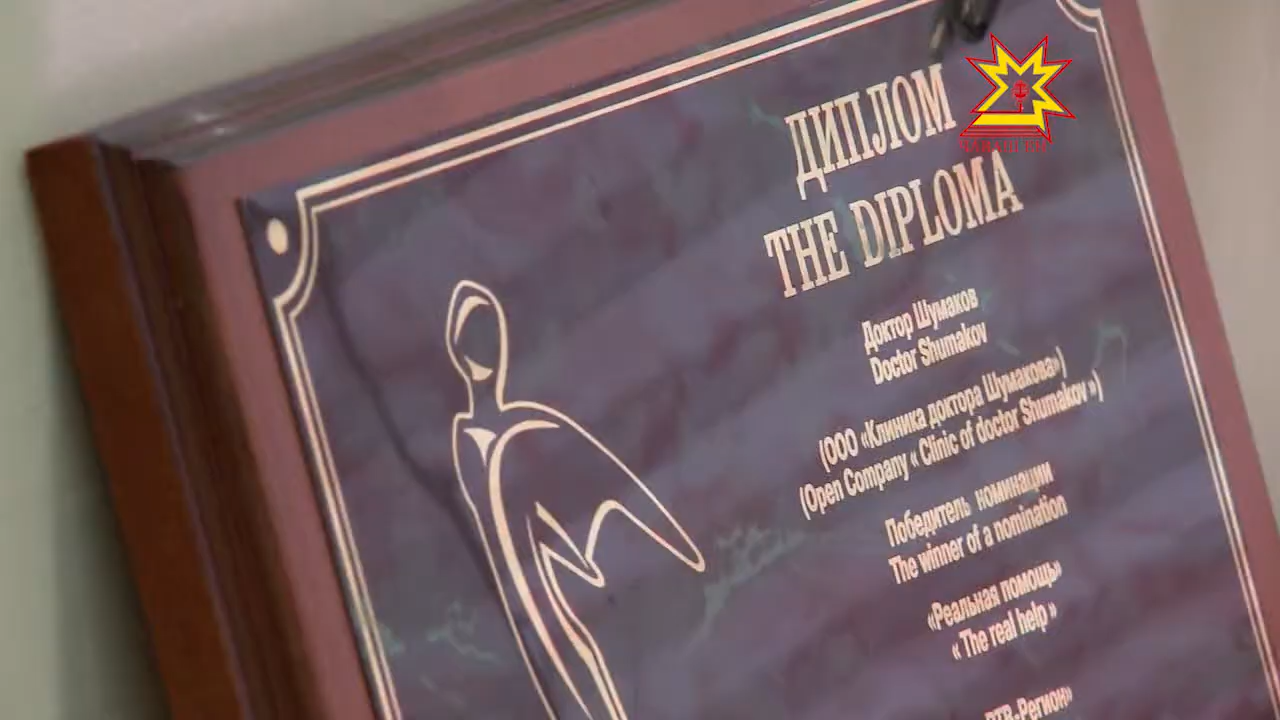 ДИПЛОМ
THE DIPLOMA
Доктор Шумаков
Doctor Shumakov
(ООО «Клиника доктора Шумакова»)
(Open Company « Clinic of doctor Shumakov »)
Победитель номинации
The winner of a nomination
«Реальная помощь»
« The real help »